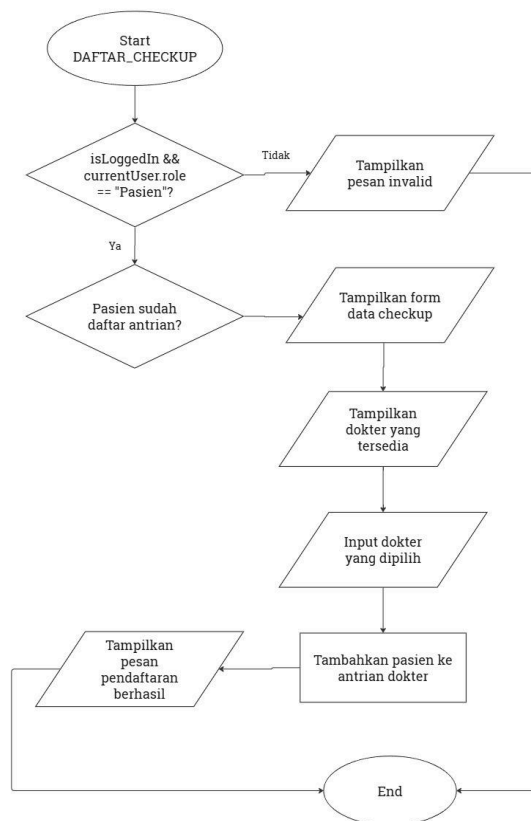 Start
DAFTAR_CHECKUP
isLoggedIn &&
currentUser.role
== "Pasien"?
Tidak
Tampilkan
pesan invalid
Ya
Pasien sudah
daftar antrian?
Tampilkan form
data checkup
Tampilkan
dokter yang
tersedia
Input dokter
yang dipilih
Tambahkan pasien ke
antrian dokter
Tampilkan
pesan
pendaftaran
berhasil
End